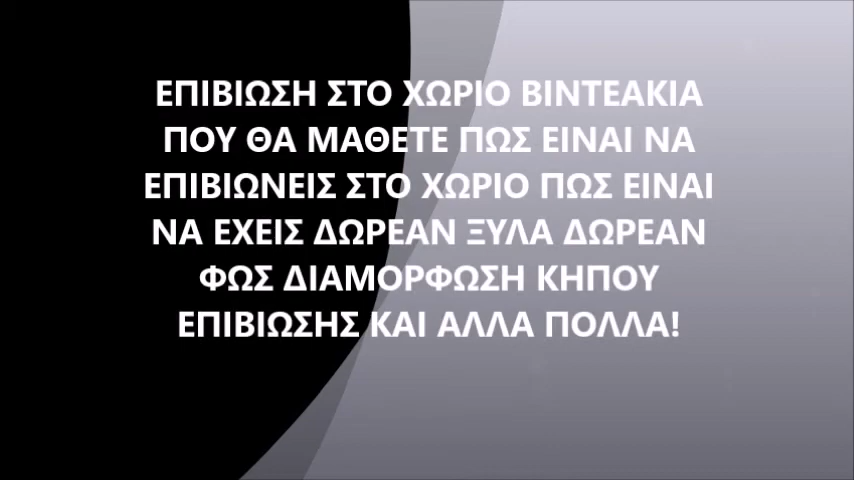 ΕΠΙΒΙΩΣΗ ΣΤΟ ΧΩΡΙΟ ΒΙΝΤΕΑΚΙΑ
ΠΟΥ ΘΑ ΜΑΘΕΤΕ ΠΩΣ ΕΙΝΑΙ ΝΑ
ΕΠΙΒΙΩΝΕΙΣ ΣΤΟ ΧΩΡΙΟ ΠΩΣ ΕΙΝΑΙ
ΝΑ ΕΧΕΙΣ ΔΩΡΕΑΝ ΞΥΛΑ ΔΩΡΕΑΝ
ΦΩΣ ΔΙΑΜΟΡΦΩΣΗ ΚΗΠΟΥ
ΕΠΙΒΙΩΣΗΣ ΚΑΙ ΑΛΛΑ ΠΟΛΛΑ!